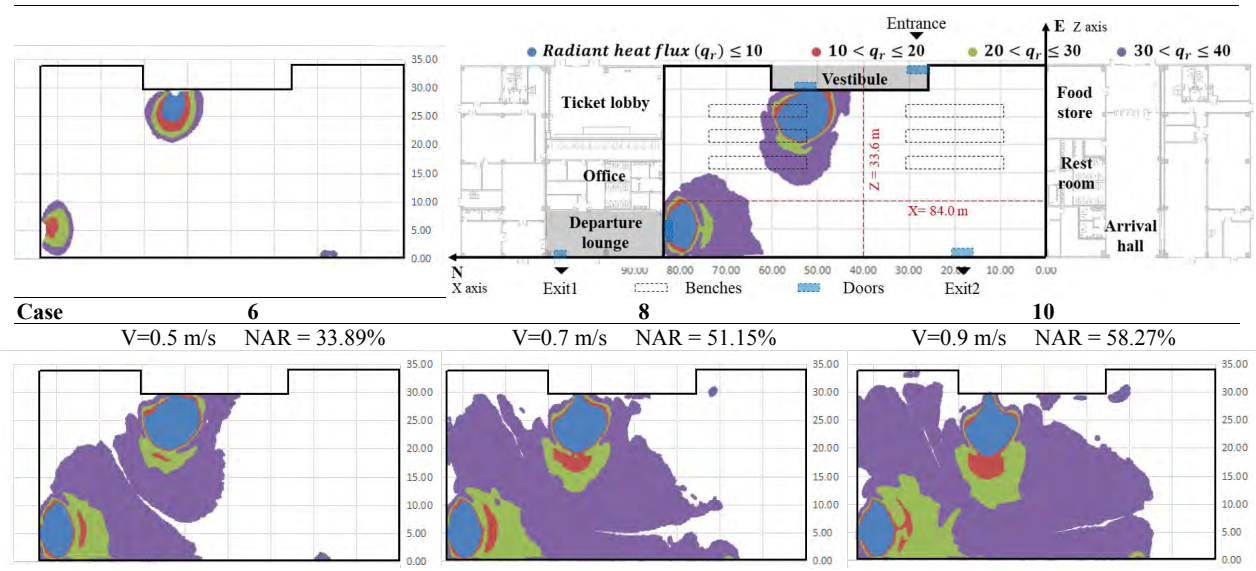 Entrance
E Z axis
Radiant heat flux (qr) ≤ 10
10 < qr ≤ 20
20 < qr ≤ 30
30 < qr ≤ 40
35.00
30.00
25.00
20.00
15.00
10.00
5.00
0.00
Vestibule
Ticket lobby
Food
store
Office
Z = 33.6 m
Rest
room
Departure
lounge
X= 84.0 m
Arrival
hall
N
X axis
90.00 80.00 70.00 60.00 50.00 40.00 30.00 20.00 10.00 0.00
Exit1
Benches
Doors
Exit2
Case 6 8 10
V=0.5 m/s NAR = 33.89% V=0.7 m/s NAR = 51.15% V=0.9 m/s NAR = 58.27%
35.00 35.00 35.00
30.00 30.00 30.00
25.00 25.00 25.00
20.00 20.00 20.00
15.00 15.00 15.00
10.00 10.00 10.00
5.00 5.00 5.00
0.00 0.00 0.00